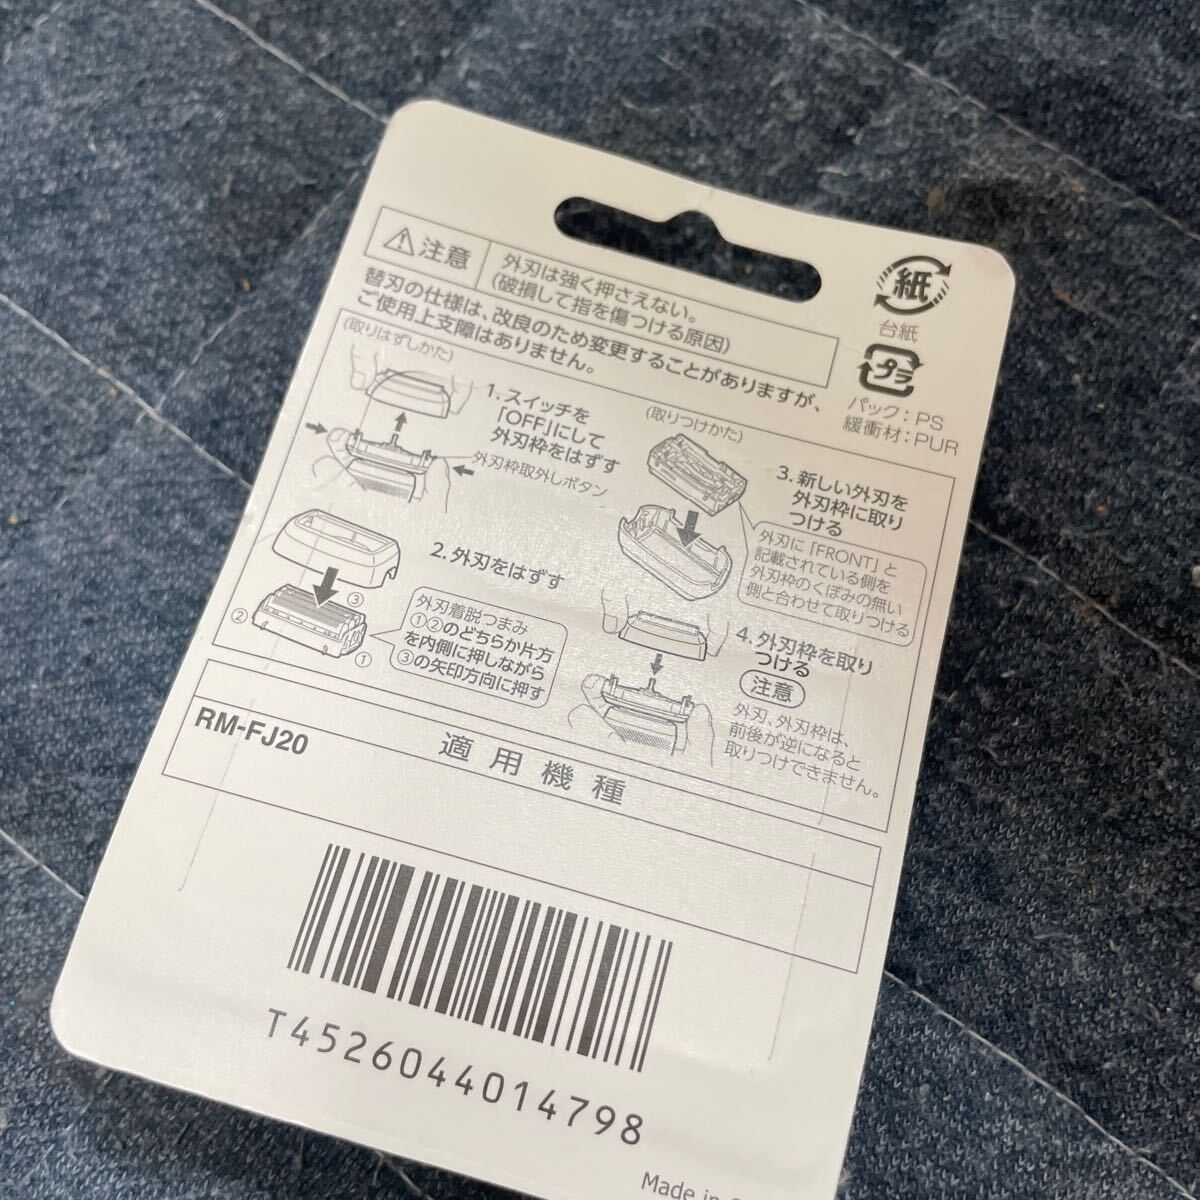 ⚠注意
外刃は強く押さえない。
(破損して指を傷つける原因)
紙
台紙
プラ
パック：PS
緩衝材：PUR
替刃の仕様は、改良のため変更することがありますが、
ご使用上支障はありません。
(取りはずしかた)
1. スイッチを
「OFF」にして
外刃枠をはずす
外刃枠取外しボタン
2. 外刃をはずす
③
②
①
外刃着脱つまみ
①②のどちらか片方
を内側に押しながら
③の矢印方向に押す
(取りつけかた)
3. 新しい外刃を
外刃枠に取り
つける
外刃に「FRONT」と
記載されている側を
外刃枠のくぼみの無い
側と合わせて取りつける
4. 外刃枠を取り
つける
注意
外刃、外刃枠は、
前後が逆になると
取りつけできません。
適用機種
RM-FJ20
T4526044014798
Made in